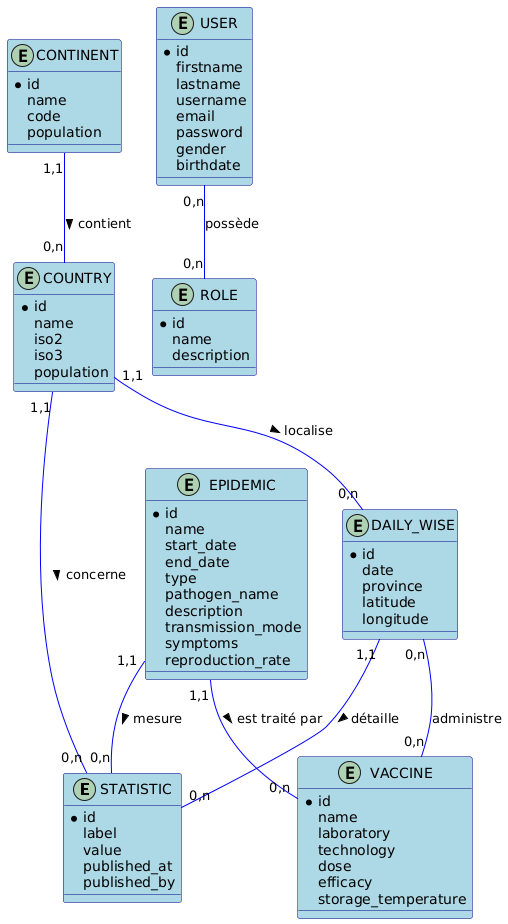 E CONTINENT
* id
name
code
population
E USER
* id
firstname
lastname
username
email
password
gender
birthdate
1,1
contient
0,n
0,n
possède
0,n
E COUNTRY
* id
name
iso2
iso3
population
E ROLE
* id
name
description
1,1
1,1
localise
0,n
concerne
0,n
E EPIDEMIC
* id
name
start_date
end_date
type
pathogen_name
description
transmission_mode
symptoms
reproduction_rate
E DAILY_WISE
* id
date
province
latitude
longitude
1,1
mesure
0,n
1,1
est traité par
0,n
1,1
détaille
0,n
0,n
administre
0,n
E STATISTIC
* id
label
value
published_at
published_by
E VACCINE
* id
name
laboratory
technology
dose
efficacy
storage_temperature